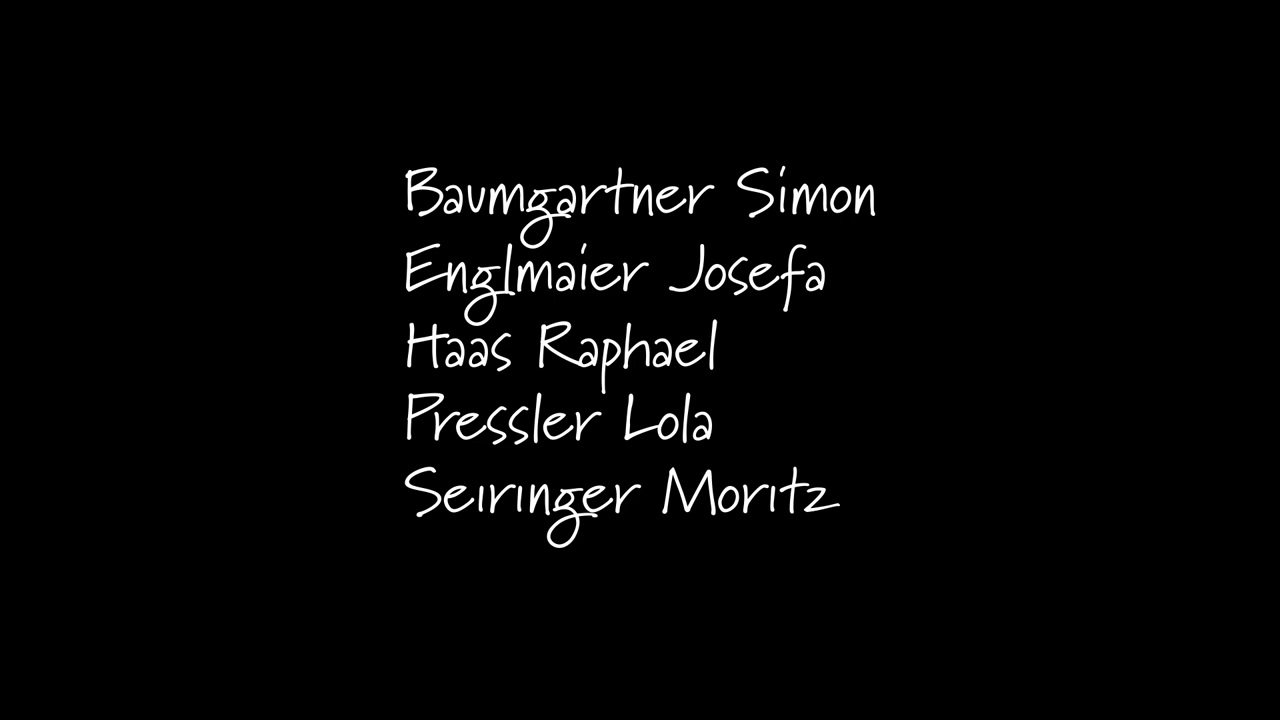 Baumgartner Simon
Englmaier Josefa
Haas Raphael
Pressler Lola
Seiringer Moritz